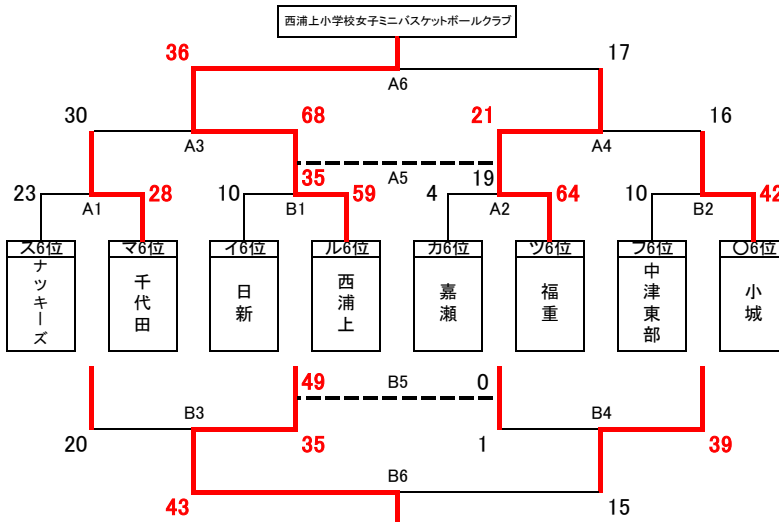 西浦上小学校女子ミニバスケットボールクラブ
36
17
A6
30
68
21
16
A3
A4
A5
35
19
23
28
10
59
4
64
10
42
A1
B1
A2
B2
ス6位
マ6位
イ6位
ル6位
カ6位
ツ6位
フ6位
〇6位
ナツキーズ
千代田
日新
西浦上
嘉瀬
福重
中津東部
小城
49
B5
0
B3
B4
20
35
1
39
B6
43
15